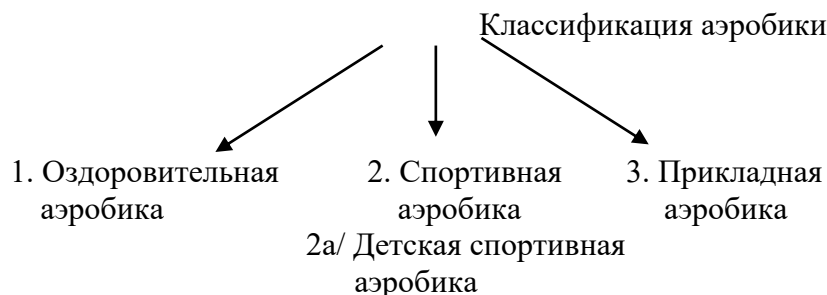 Классификация аэробики
1. Оздоровительная аэробика
2. Спортивная аэробика
2а/ Детская спортивная аэробика
3. Прикладная аэробика